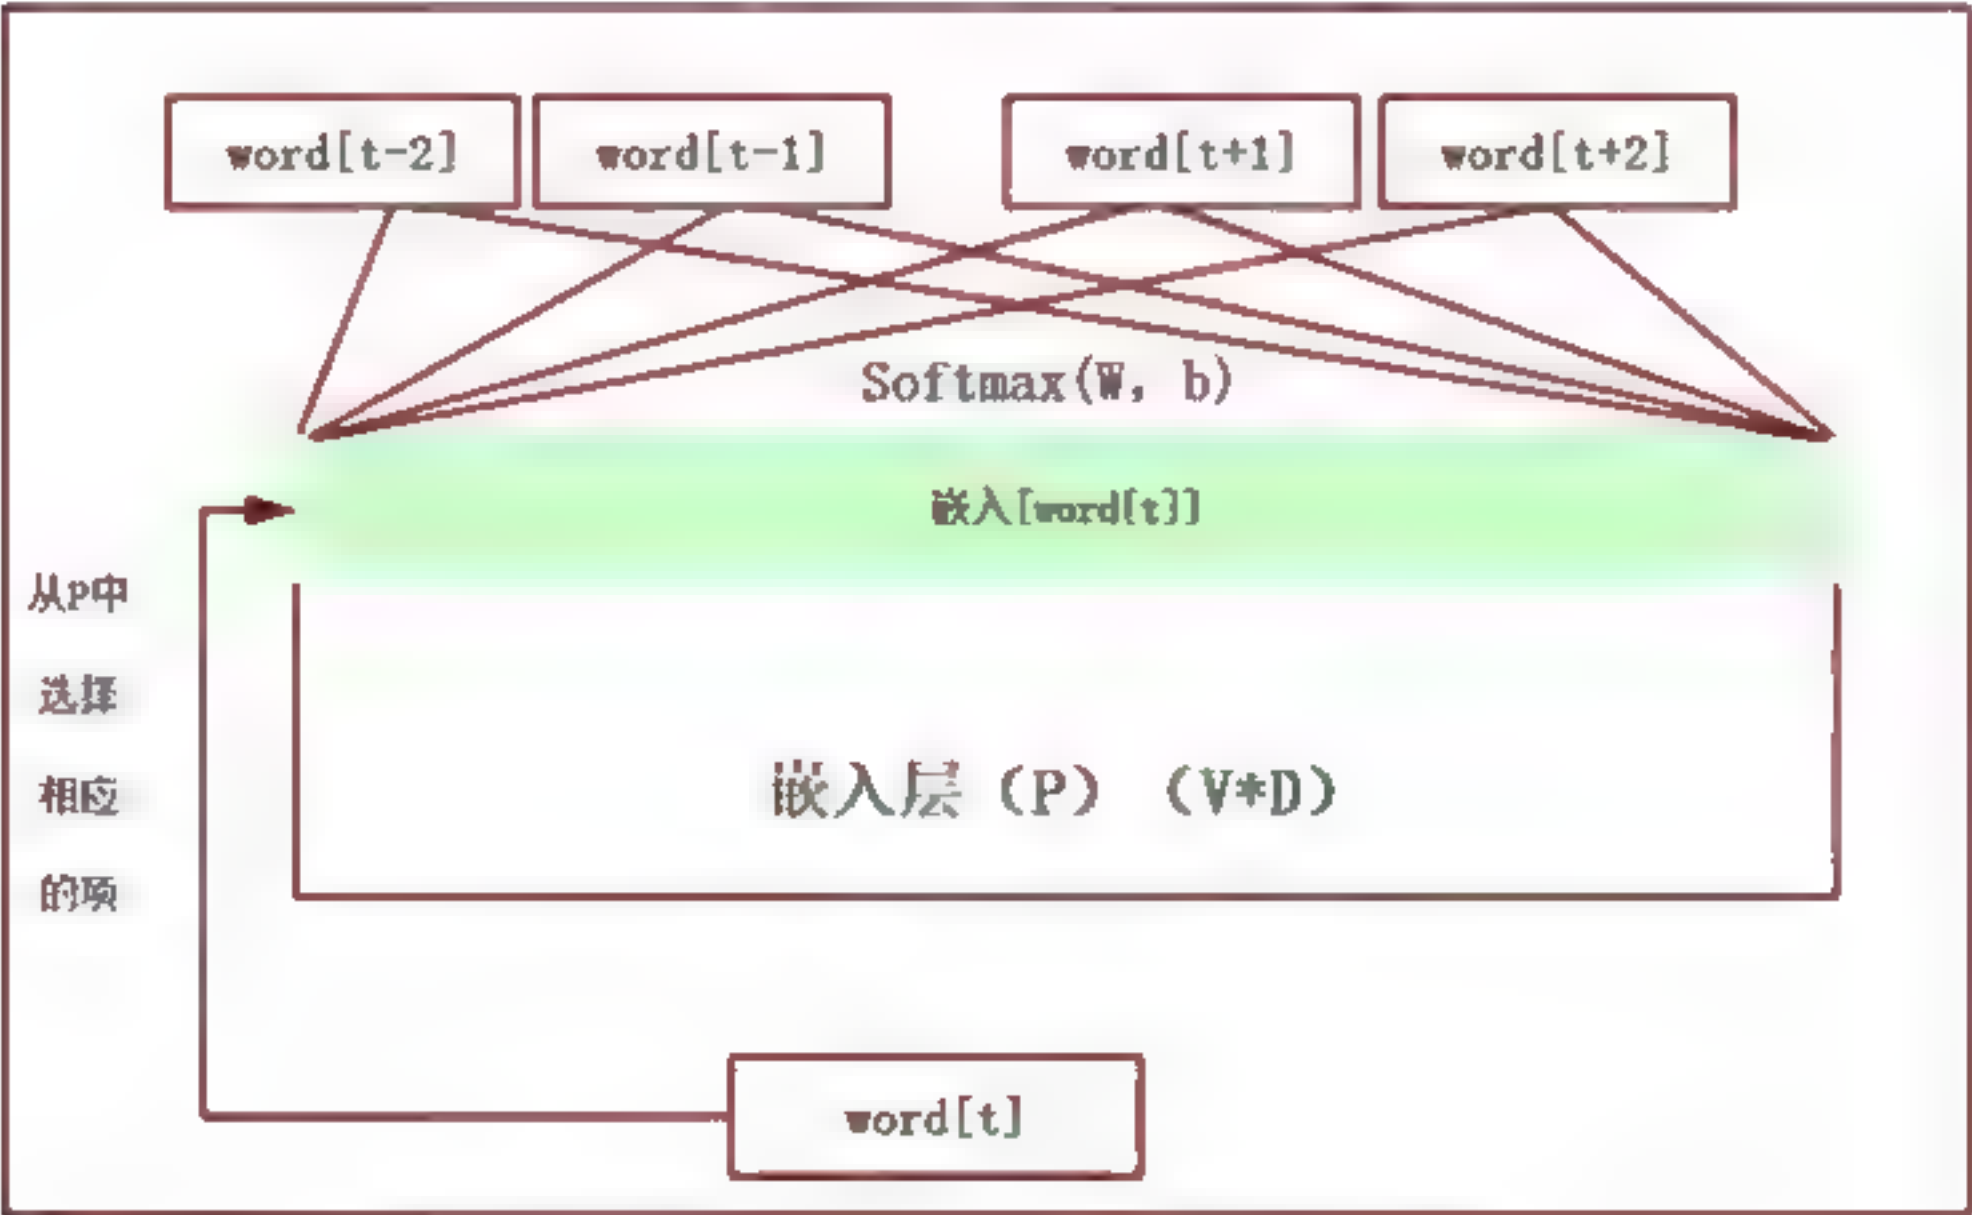 word[t-2]
word[t-1]
word[t+1]
word[t+2]
Softmax(W, b)
嵌入[word[t]]
从p中
选择
相应
的项
嵌入层（P）（V*D）
word[t]